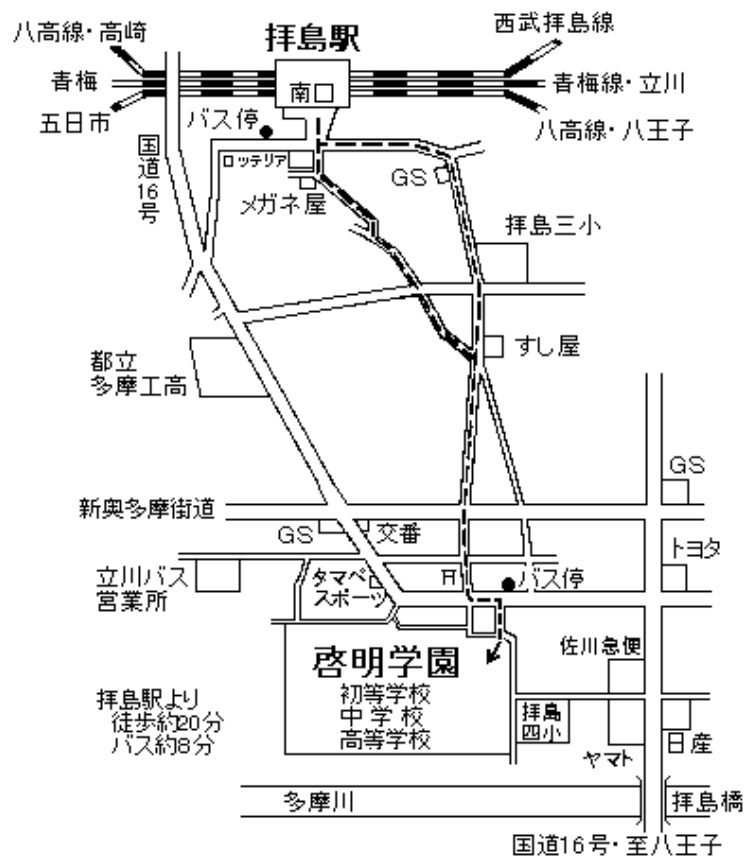 八高線・高崎
拝島駅
西武拝島線
青梅
南口
青梅線・立川
五日市
バス停
八高線・八王子
国道16号
ロッテリア
GS
メガネ屋
拝島三小
すし屋
都立
多摩工高
GS
新奥多摩街道
GS
交番
トヨタ
立川バス
営業所
タマペ
スポーツ
バス停
啓明学園
佐川急便
初等学校
中学校
高等学校
拝島駅より
徒歩約20分
バス約8分
拝島
四小
日産
ヤマト
多摩川
拝島橋
国道16号・至八王子